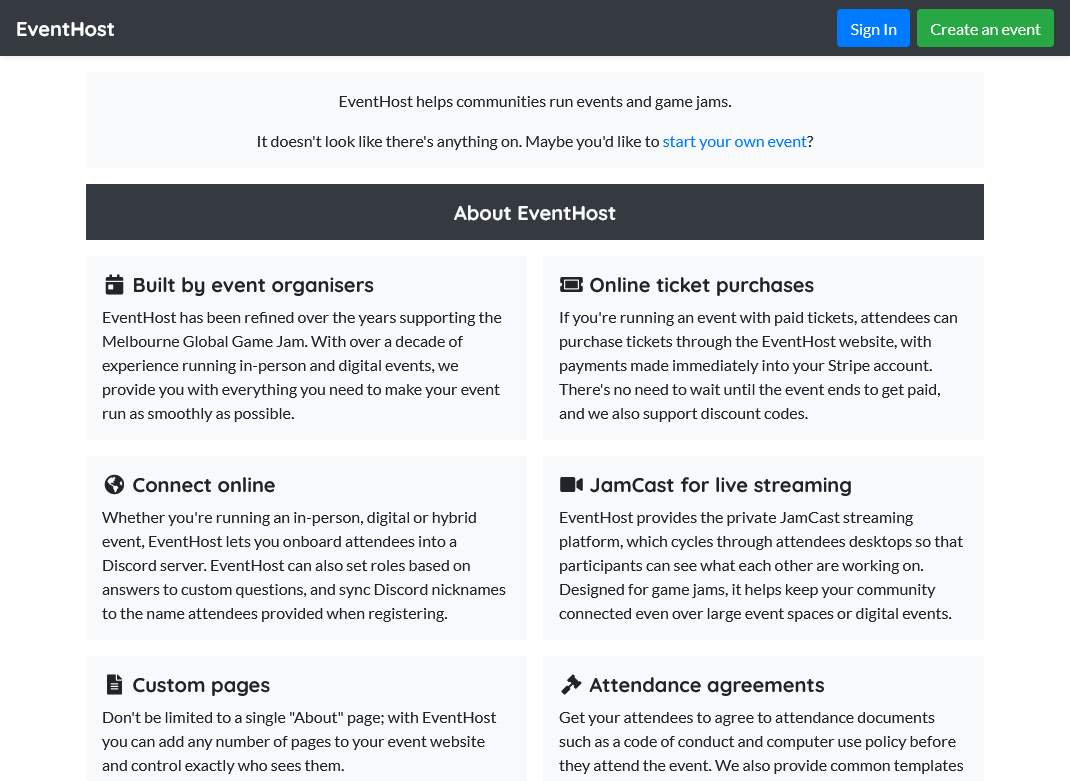 EventHost
Sign In
Create an event
EventHost helps communities run events and game jams.
It doesn't look like there's anything on. Maybe you'd like to start your own event?
About EventHost
Built by event organisers
EventHost has been refined over the years supporting the
Melbourne Global Game Jam. With over a decade of
experience running in-person and digital events, we
provide you with everything you need to make your event
run as smoothly as possible.
Online ticket purchases
If you're running an event with paid tickets, attendees can
purchase tickets through the EventHost website, with
payments made immediately into your Stripe account.
There's no need to wait until the event ends to get paid,
and we also support discount codes.
Connect online
Whether you're running an in-person, digital or hybrid
event, EventHost lets you onboard attendees into a
Discord server. EventHost can also set roles based on
answers to custom questions, and sync Discord nicknames
to the name attendees provided when registering.
JamCast for live streaming
EventHost provides the private JamCast streaming
platform, which cycles through attendees desktops so that
participants can see what each other are working on.
Designed for game jams, it helps keep your community
connected even over large event spaces or digital events.
Custom pages
Don't be limited to a single "About" page; with EventHost
you can add any number of pages to your event website
and control exactly who sees them.
Attendance agreements
Get your attendees to agree to attendance documents
such as a code of conduct and computer use policy before
they attend the event. We also provide common templates